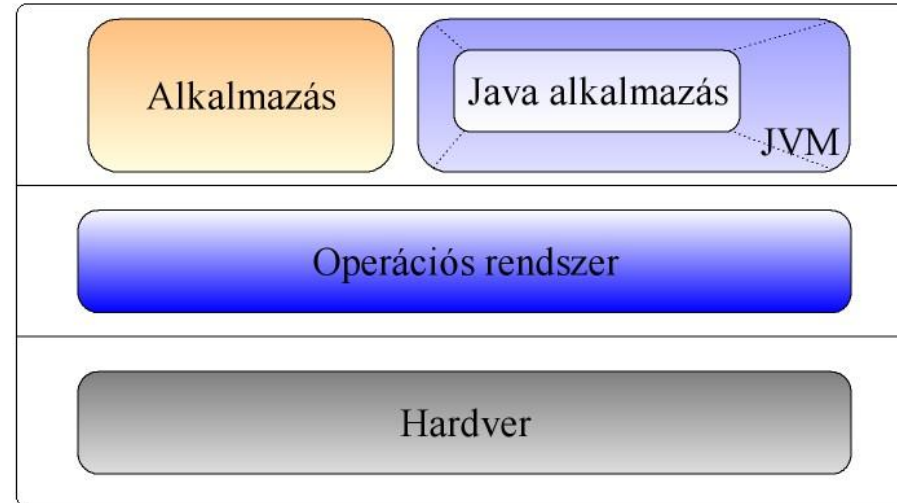 Alkalmazás
Java alkalmazás
JVM
Operációs rendszer
Hardver